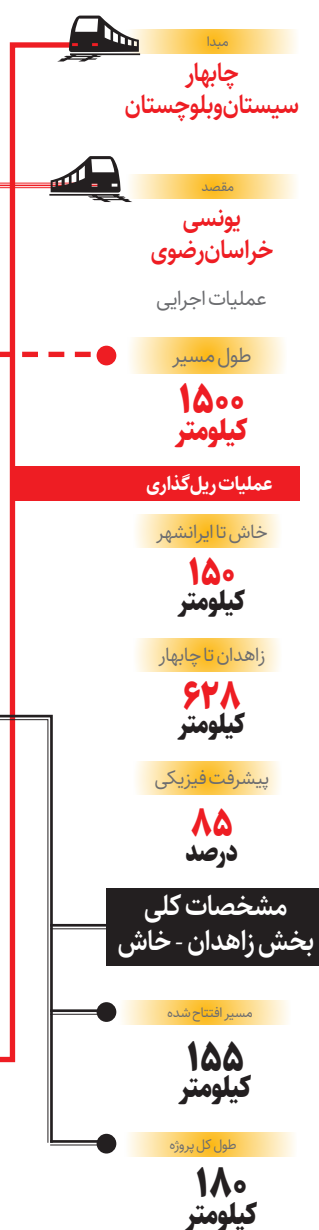 مبدا
چابهار
سیستان‌وبلوچستان
مقصد
یونسی
خراسان‌رضوی
عملیات اجرایی
طول مسیر
۱۵۰۰
کیلومتر
عملیات ریل‌گذاری
خاش تا ایرانشهر
۱۵۰
کیلومتر
زاهدان تا چابهار
۶۲۸
کیلومتر
پیشرفت فیزیکی
۸۵
درصد
مشخصات کلی
بخش زاهدان - خاش
مسیر افتتاح شده
۱۵۵
کیلومتر
طول کل پروژه
۱۸۰
کیلومتر